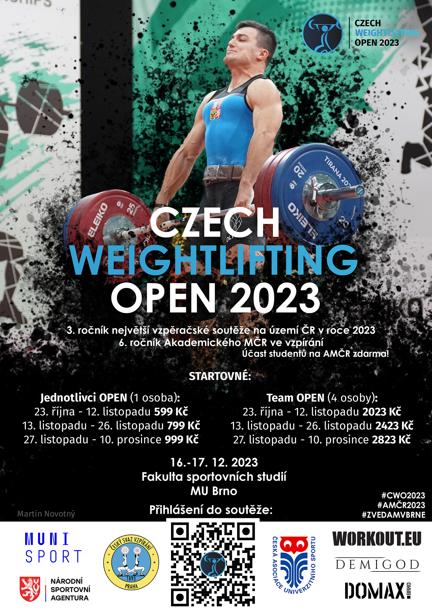 CZECH
WEIGHTLIFTING
OPEN 2023
TIRANA 20
ELEIKO
25
ELEIKO
20
CZECH
WEIGHTLIFTING
OPEN 2023
3. ročník největší vzpěračské soutěže na území ČR v roce 2023
6. ročník Akademického MČR ve vzpírání
Účast studentů na AMČR zdarma!
STARTOVNÉ:
Jednotlivci OPEN (1 osoba):
23. října - 12. listopadu 599 Kč
13. listopadu - 26. listopadu 799 Kč
27. listopadu - 10. prosince 999 Kč
Team OPEN (4 osoby):
23. října - 12. listopadu 2023 Kč
13. listopadu - 26. listopadu 2423 Kč
27. listopadu - 10. prosince 2823 Kč
16.-17. 12. 2023
Fakulta sportovních studií
MU Brno
Přihlášení do soutěže:
#CWO2023
#AMČR2023
#ZVEDAMVBRNE
Martin Novotný
MUNI
SPORT
ČESKÝ SVAZ VZPÍRÁNÍ
PRAHA
NÁRODNÍ
SPORTOVNÍ
AGENTURA
ČESKÁ ASOCIACE UNIVERZITNÍHO SPORTU
WORKOUT.EU
DEMIGOD
DOMAX